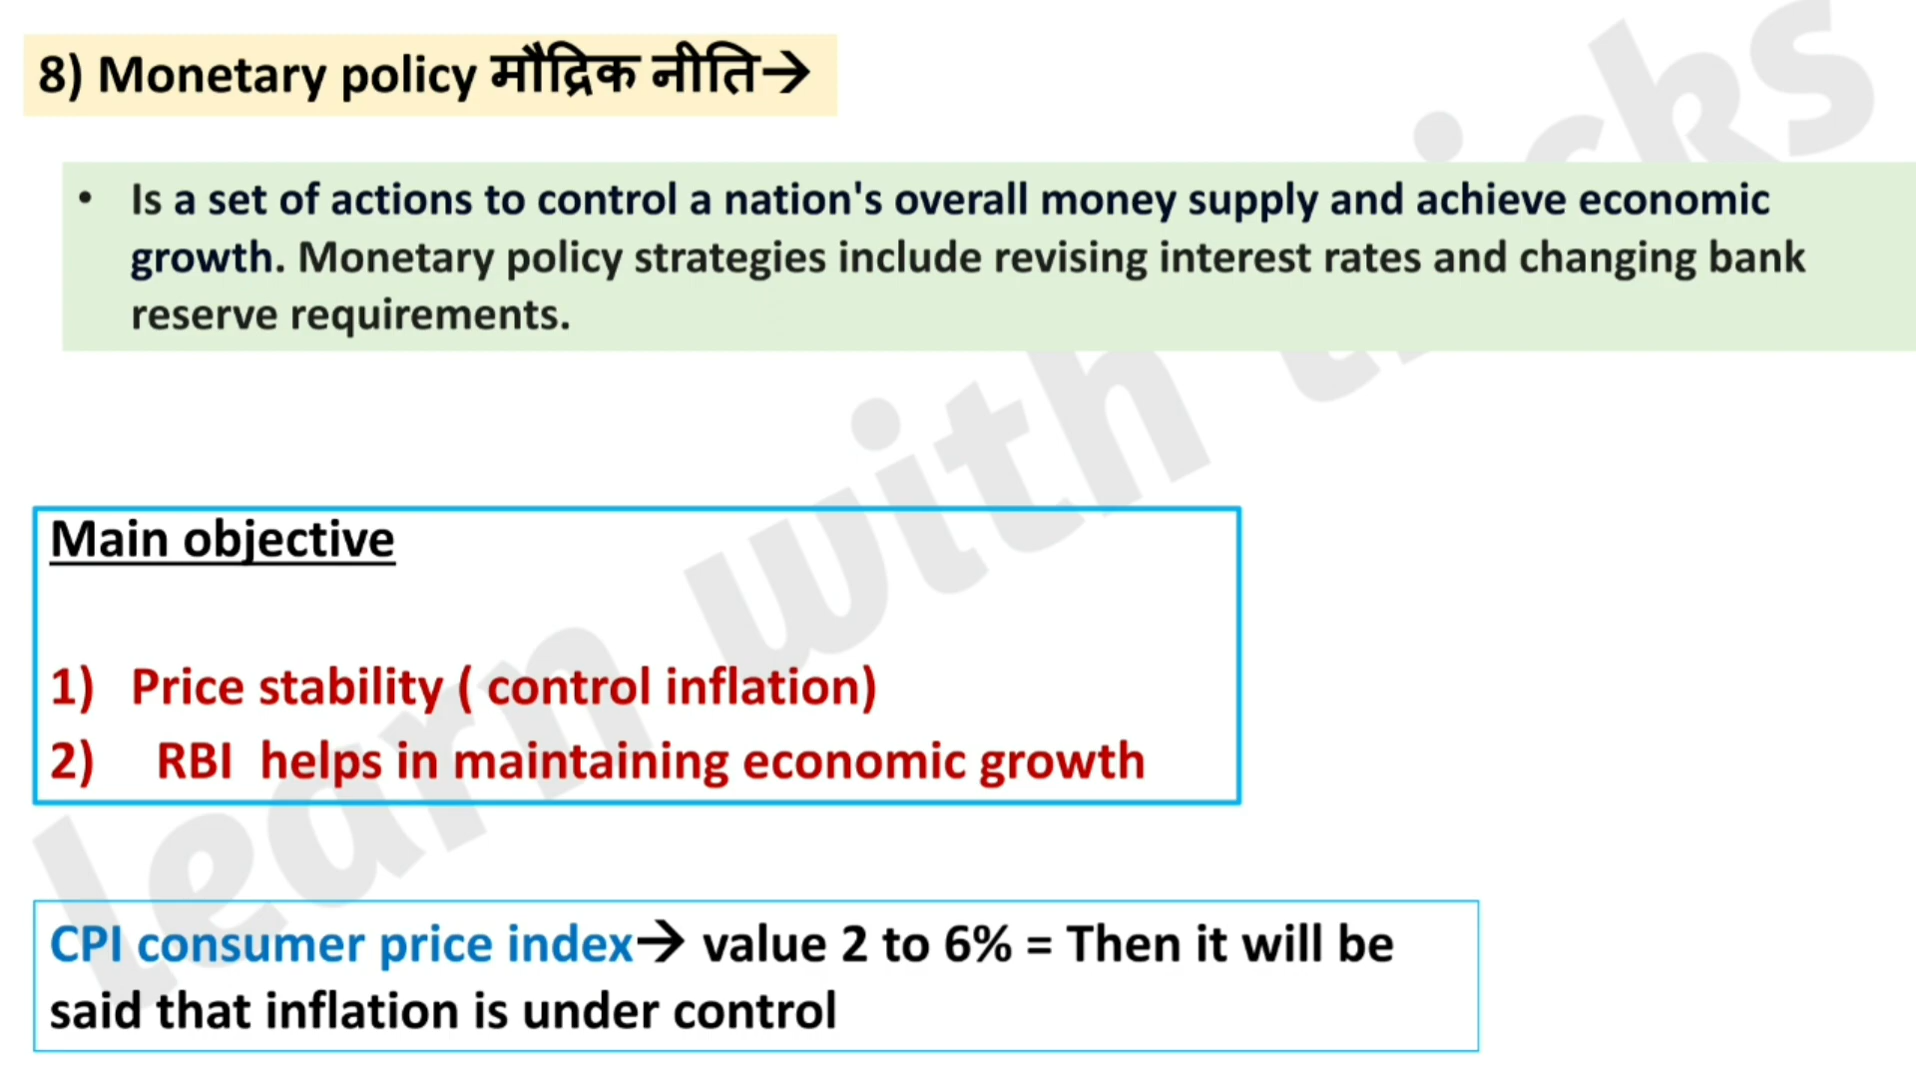 8) Monetary policy मौद्रिक नीति→
• Is a set of actions to control a nation's overall money supply and achieve economic
growth. Monetary policy strategies include revising interest rates and changing bank
reserve requirements.
Main objective
1) Price stability ( control inflation)
2) RBI helps in maintaining economic growth
CPI consumer price index→ value 2 to 6% = Then it will be
said that inflation is under control
learn with tricks